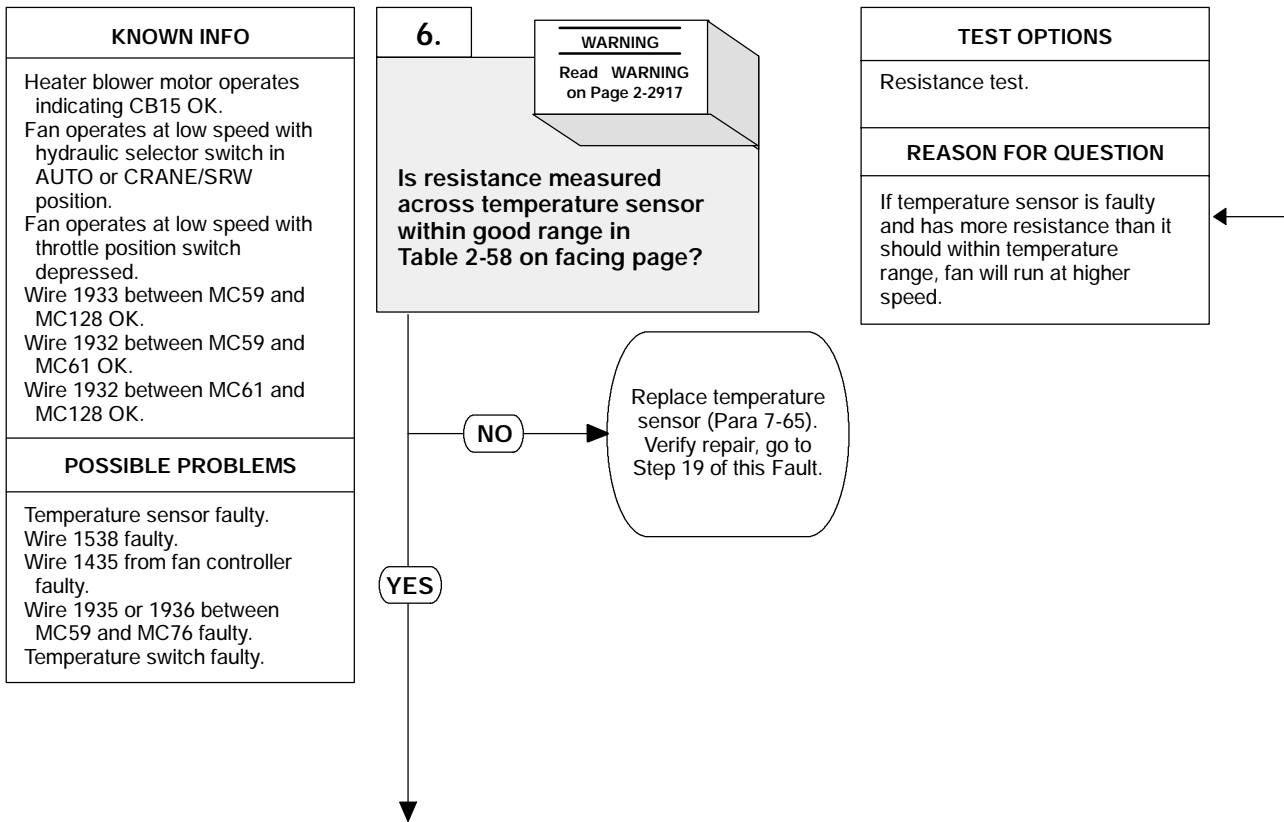 KNOWN INFO
Heater blower motor operates
indicating CB15 OK.
Fan operates at low speed with
hydraulic selector switch in
AUTO or CRANE/SRW
position.
Fan operates at low speed with
throttle position switch
depressed.
Wire 1933 between MC59 and
MC128 OK.
Wire 1932 between MC59 and
MC61 OK.
Wire 1932 between MC61 and
MC128 OK.
POSSIBLE PROBLEMS
Temperature sensor faulty.
Wire 1538 faulty.
Wire 1435 from fan controller
faulty.
Wire 1935 or 1936 between
MC59 and MC76 faulty.
Temperature switch faulty.
6.
WARNING
Read WARNING
on Page 2-2917
Is resistance measured
across temperature sensor
within good range in
Table 2-58 on facing page?
NO
Replace temperature
sensor (Para 7-65).
Verify repair, go to
Step 19 of this Fault.
YES
TEST OPTIONS
Resistance test.
REASON FOR QUESTION
If temperature sensor is faulty
and has more resistance than it
should within temperature
range, fan will run at higher
speed.